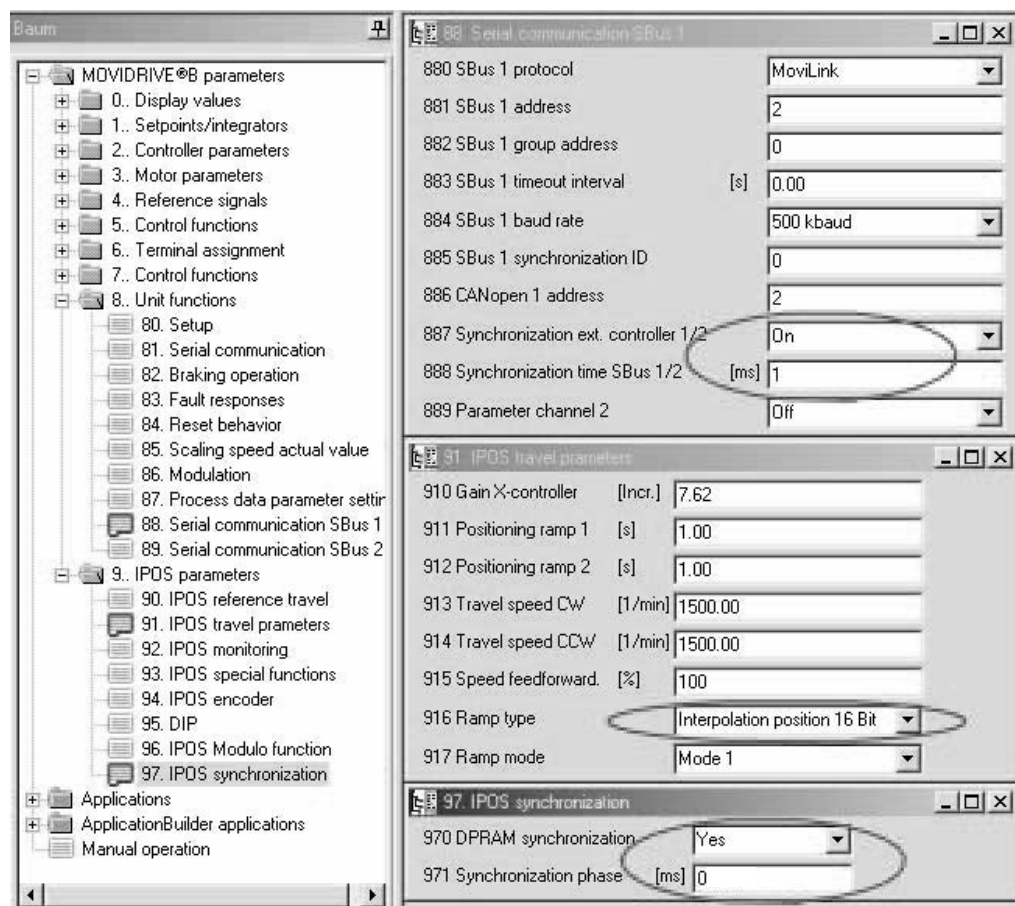 Baum
MOVIDRIVE®B parameters
0.. Display values
1.. Setpoints/integrators
2.. Controller parameters
3.. Motor parameters
4.. Reference signals
5.. Control functions
6.. Terminal assignment
7.. Control functions
8.. Unit functions
80. Setup
81. Serial communication
82. Braking operation
83. Fault responses
84. Reset behavior
85. Scaling speed actual value
86. Modulation
87. Process data parameter settir
88. Serial communication SBus 1
89. Serial communication SBus 2
9.. IPOS parameters
90. IPOS reference travel
91. IPOS travel prameters
92. IPOS monitoring
93. IPOS special functions
94. IPOS encoder
95. DIP
96. IPOS Modulo function
97. IPOS synchronization
Applications
ApplicationBuilder applications
Manual operation
88. Serial communication SBus 1
880 SBus 1 protocol MoviLink
881 SBus 1 address 2
882 SBus 1 group address 0
883 SBus 1 timeout interval [s] 0.00
884 SBus 1 baud rate 500 kbaud
885 SBus 1 synchronization ID 0
886 CANopen 1 address 2
887 Synchronization ext. controller 1/2 On
888 Synchronization time SBus 1/2 [ms] 1
889 Parameter channel 2 Off
91. IPOS travel prameters
910 Gain X-controller [Incr.] 7.62
911 Positioning ramp 1 [s] 1.00
912 Positioning ramp 2 [s] 1.00
913 Travel speed CW [1/min] 1500.00
914 Travel speed CCW [1/min] 1500.00
915 Speed feedforward. [%] 100
916 Ramp type Interpolation position 16 Bit
917 Ramp mode Mode 1
97. IPOS synchronization
970 DPRAM synchronization Yes
971 Synchronization phase [ms] 0